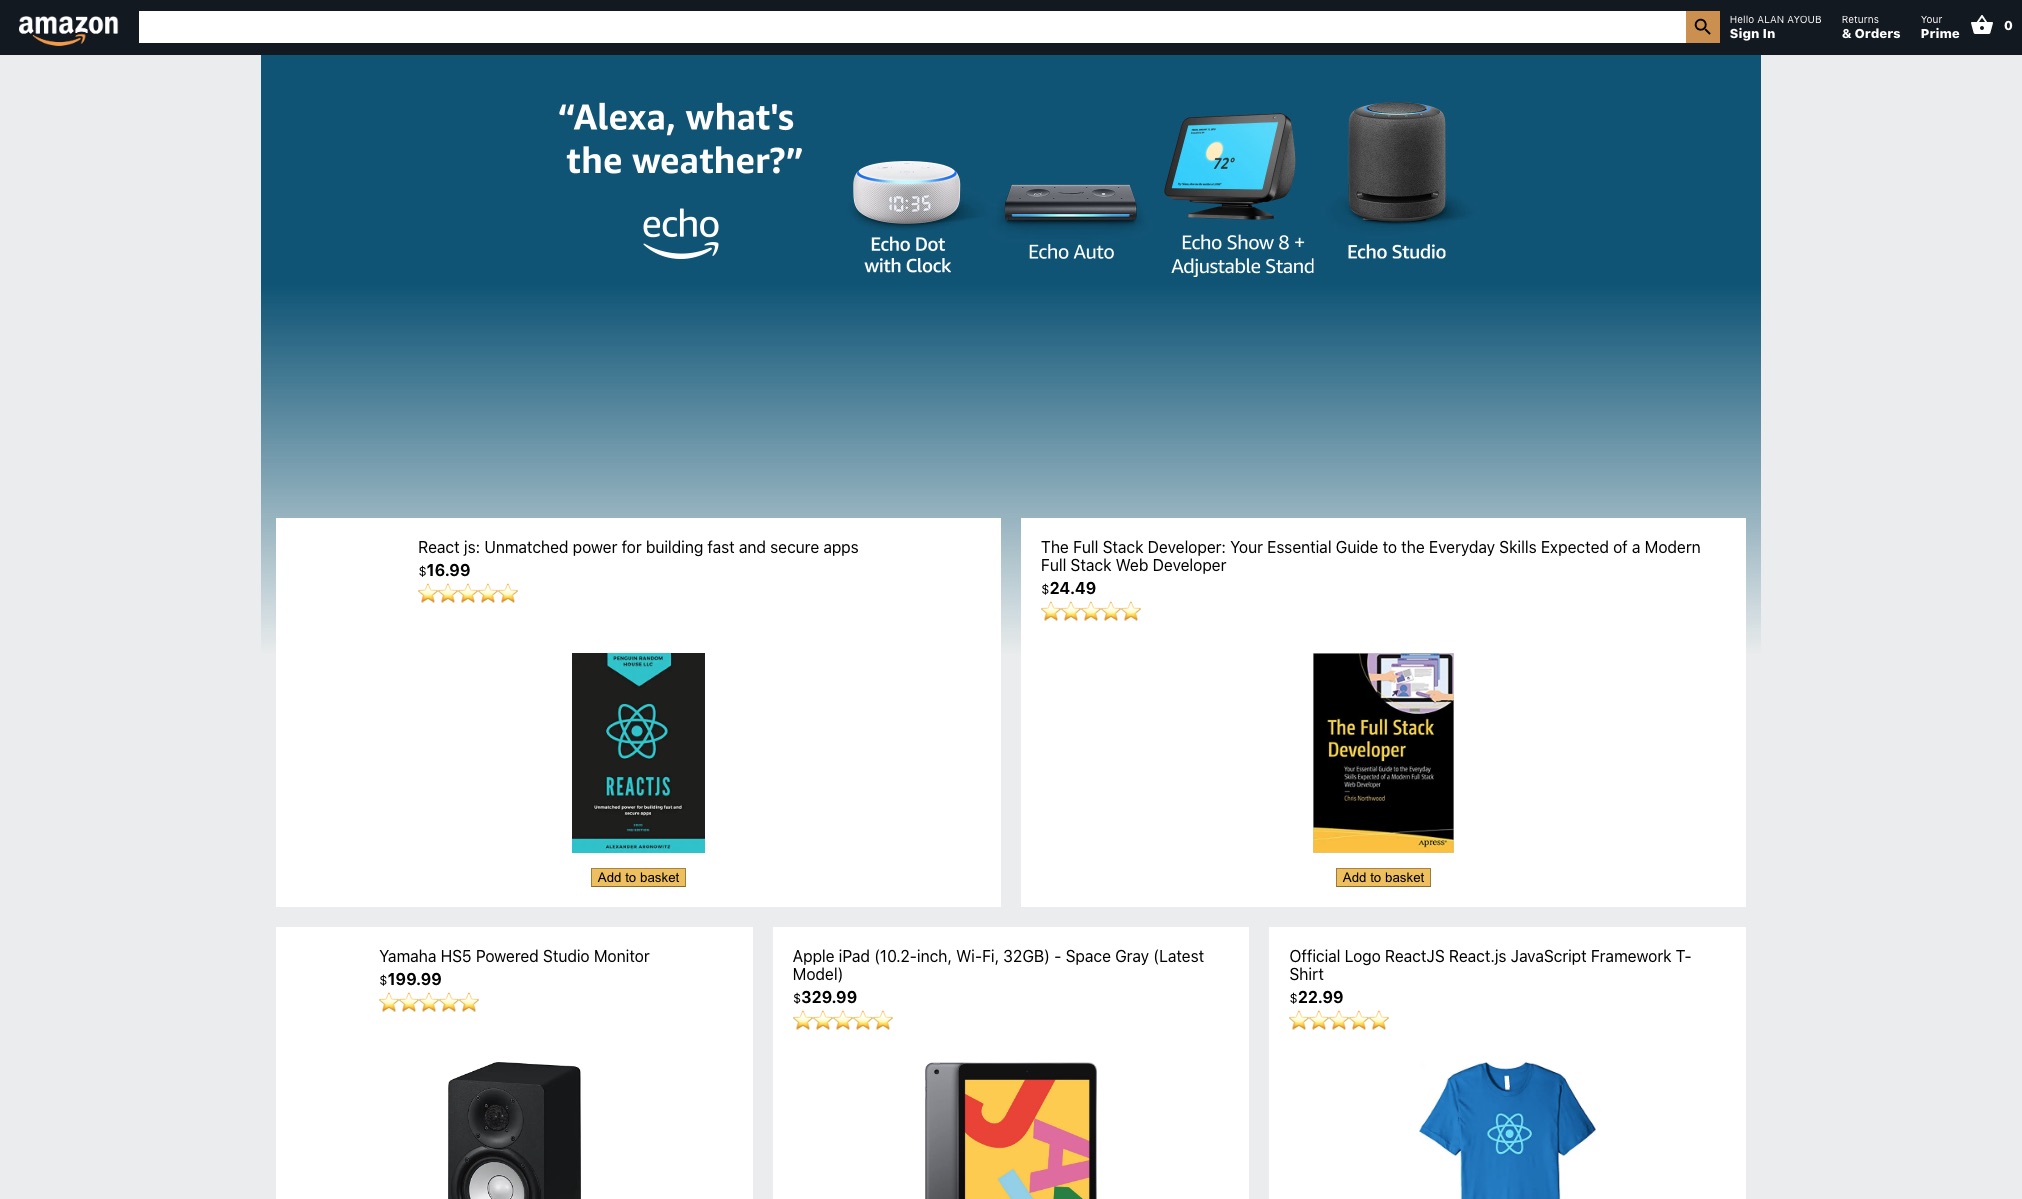 amazon
Hello ALAN AYOUB
Sign In
Returns
& Orders
Your
Prime
0
“Alexa, what's
the weather?”
echo
10:35
72°
Echo Dot
with Clock
Echo Auto
Echo Show 8 +
Adjustable Stand
Echo Studio
React js: Unmatched power for building fast and secure apps
$16.99
PENGUIN RANDOM
HOUSE LLC
REACTJS
Unmatched power for building fast and
secure apps
ALEXANDER ARONOWITZ
Add to basket
The Full Stack Developer: Your Essential Guide to the Everyday Skills Expected of a Modern
Full Stack Web Developer
$24.49
The Full Stack
Developer
Your Essential Guide to the Everyday
Skills Expected of a Modern Full Stack
Web Developer
Chris Northwood
Apress®
Add to basket
Yamaha HS5 Powered Studio Monitor
$199.99
Apple iPad (10.2-inch, Wi-Fi, 32GB) - Space Gray (Latest
Model)
$329.99
Official Logo ReactJS React.js JavaScript Framework T-
Shirt
$22.99